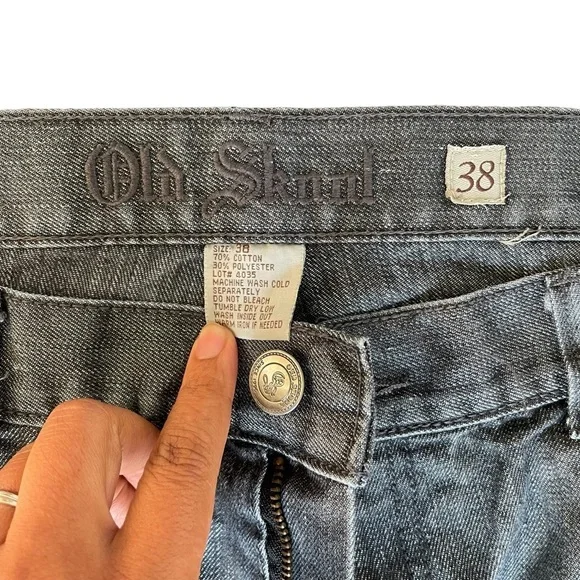 Old Skool
38
SIZE: 38
70% COTTON
30% POLYESTER
LOT# 4035
MACHINE WASH COLD
SEPARATELY
DO NOT BLEACH
TUMBLE DRY LOW
WASH INSIDE OUT
WARM IRON IF NEEDED